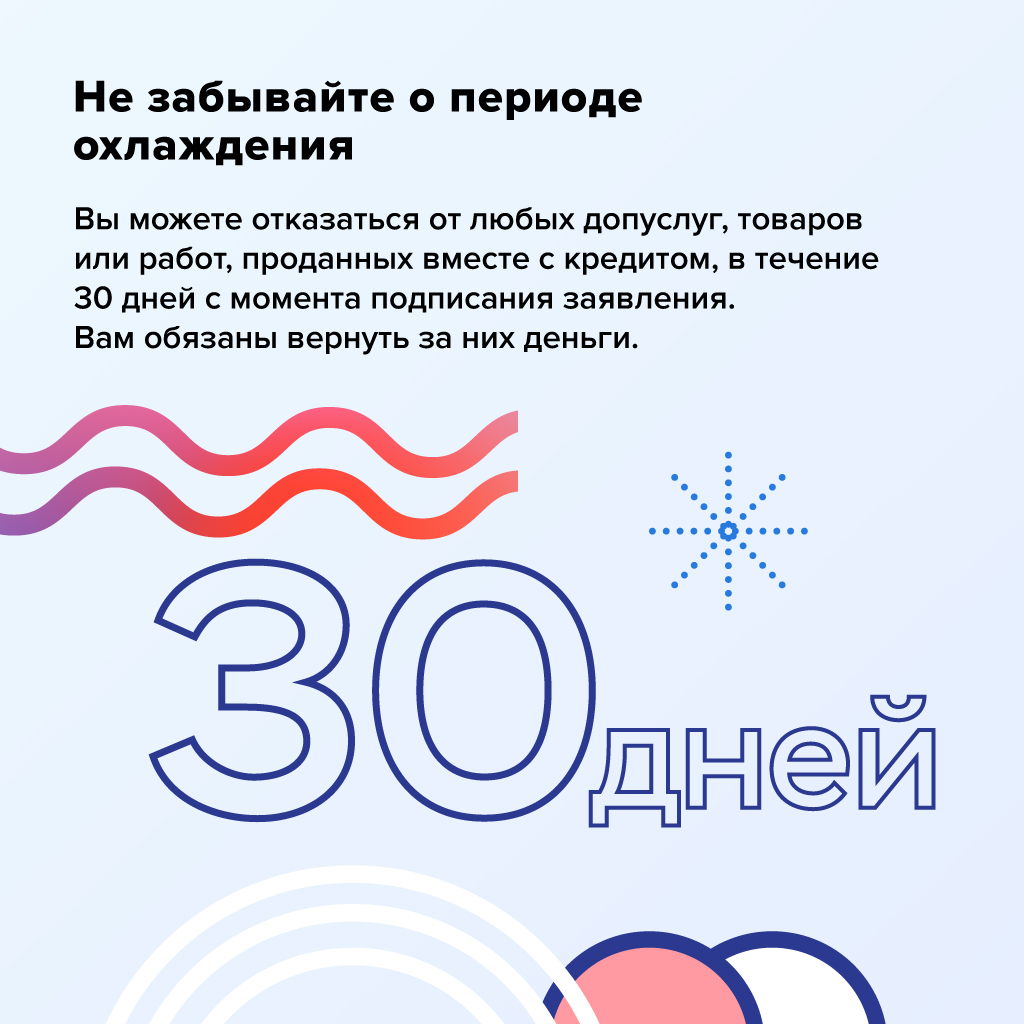 Не забывайте о периоде
охлаждения
Вы можете отказаться от любых допуслуг, товаров
или работ, проданных вместе с кредитом, в течение
30 дней с момента подписания заявления.
Вам обязаны вернуть за них деньги.
30 дней